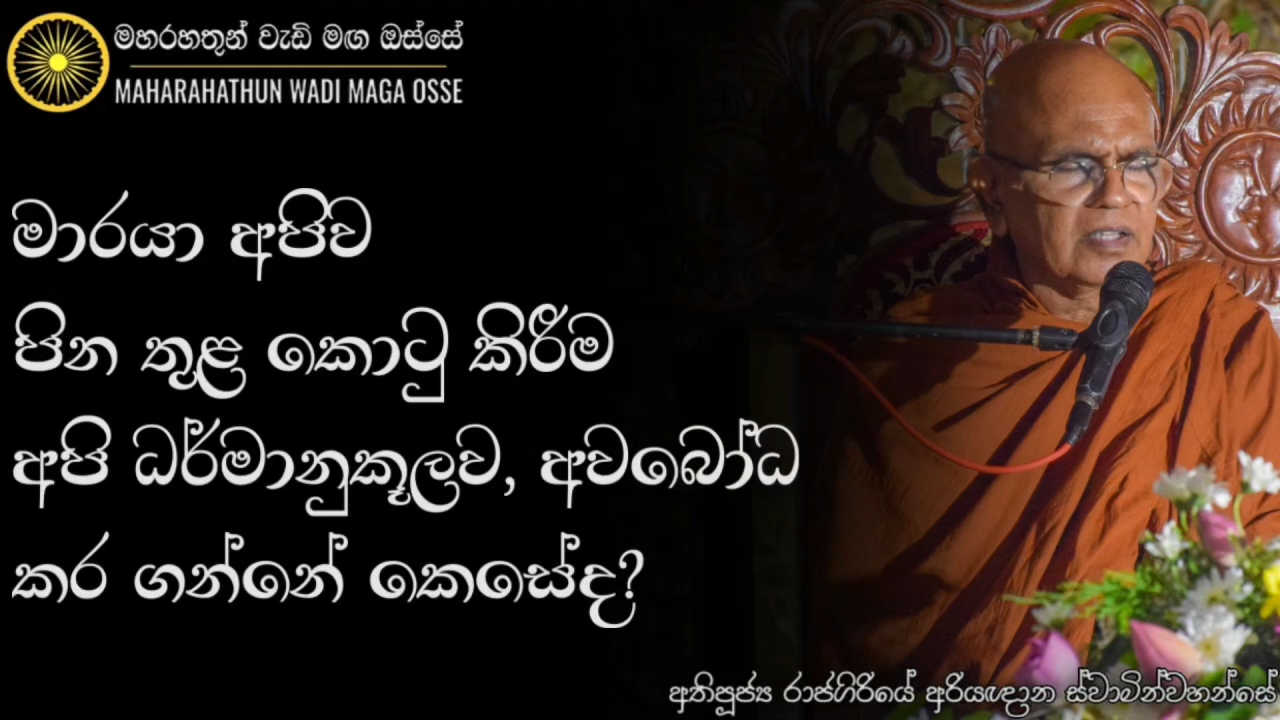 මහරහතුන් වැඩි මඟ ඔස්සේ
MAHARAHATHUN WADI MAGA OSSE
මාරයා අපිව
පින තුළ කොටු කිරීම
අපි ධර්මානුකූලව, අවබෝධ
කර ගන්නේ කෙසේද?
අතිපූජ්‍ය රාජගිරියේ අරියඥාන ස්වාමින්වහන්සේ